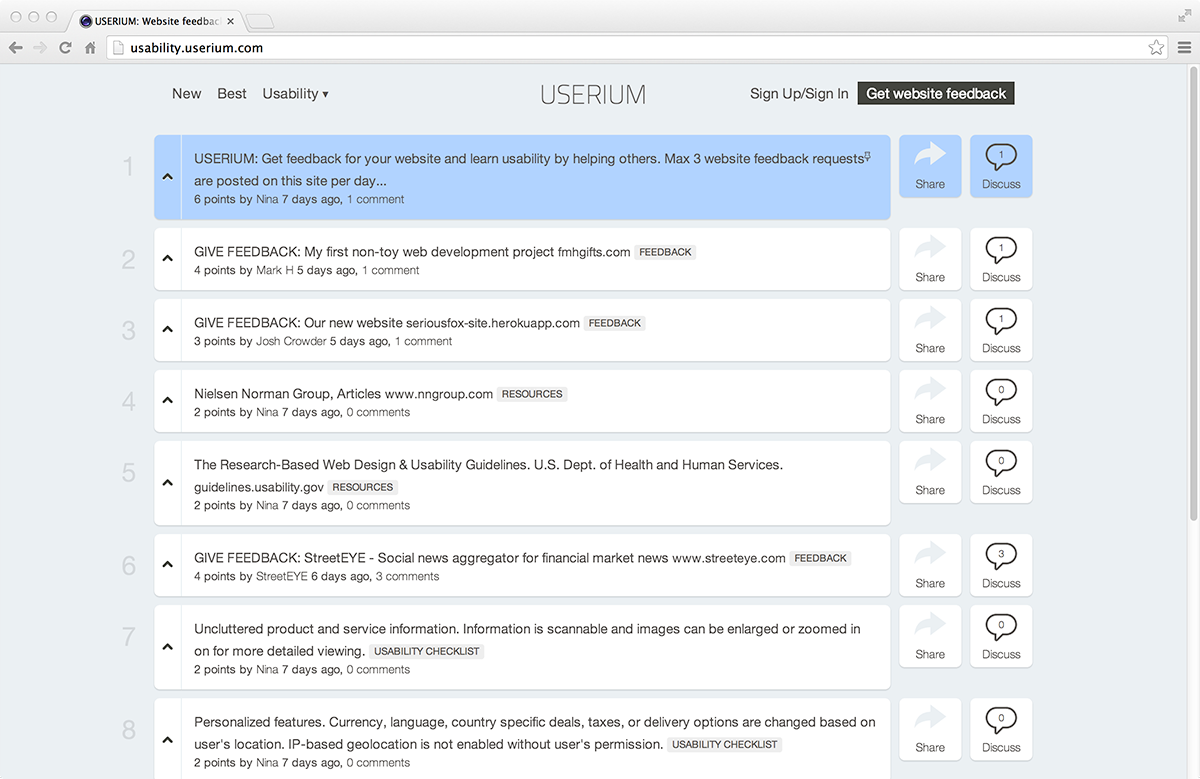 USERIUM: Website feedbac
usability.userium.com
New Best Usability ▾ USERIUM Sign Up/Sign In Get website feedback
1
USERIUM: Get feedback for your website and learn usability by helping others. Max 3 website feedback requests
are posted on this site per day...
6 points by Nina 7 days ago, 1 comment
Share
1
Discuss
2
GIVE FEEDBACK: My first non-toy web development project fmhgifts.com FEEDBACK
4 points by Mark H 5 days ago, 1 comment
Share
1
Discuss
3
GIVE FEEDBACK: Our new website seriousfox-site.herokuapp.com FEEDBACK
3 points by Josh Crowder 5 days ago, 1 comment
Share
1
Discuss
4
Nielsen Norman Group, Articles www.nngroup.com RESOURCES
2 points by Nina 7 days ago, 0 comments
Share
0
Discuss
5
The Research-Based Web Design & Usability Guidelines. U.S. Dept. of Health and Human Services.
guidelines.usability.gov RESOURCES
2 points by Nina 7 days ago, 0 comments
Share
0
Discuss
6
GIVE FEEDBACK: StreetEYE - Social news aggregator for financial market news www.streeteye.com FEEDBACK
4 points by StreetEYE 6 days ago, 3 comments
Share
3
Discuss
7
Uncluttered product and service information. Information is scannable and images can be enlarged or zoomed in
on for more detailed viewing. USABILITY CHECKLIST
2 points by Nina 7 days ago, 0 comments
Share
0
Discuss
8
Personalized features. Currency, language, country specific deals, taxes, or delivery options are changed based on
user's location. IP-based geolocation is not enabled without user's permission. USABILITY CHECKLIST
2 points by Nina 7 days ago, 0 comments
Share
0
Discuss